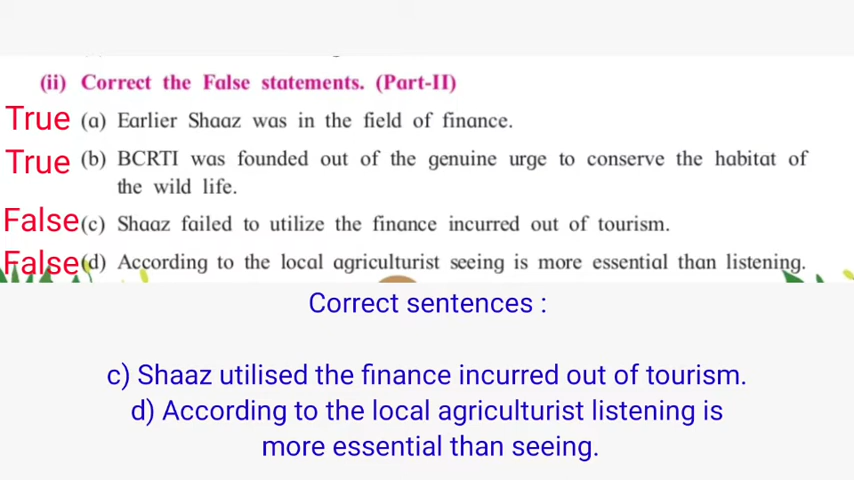 (ii) Correct the False statements. (Part-II)
True (a) Earlier Shaaz was in the field of finance.
True (b) BCRTI was founded out of the genuine urge to conserve the habitat of
the wild life.
False (c) Shaaz failed to utilize the finance incurred out of tourism.
False (d) According to the local agriculturist seeing is more essential than listening.
Correct sentences :
c) Shaaz utilised the finance incurred out of tourism.
d) According to the local agriculturist listening is
more essential than seeing.